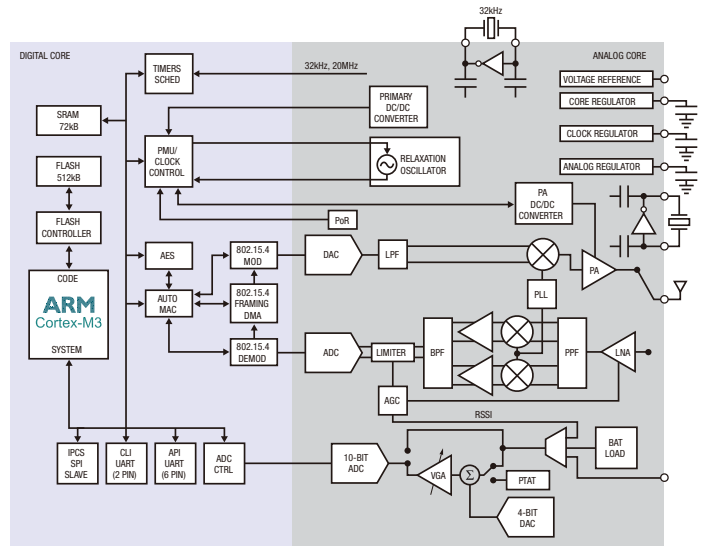 32kHz
DIGITAL CORE
ANALOG CORE
TIMERS
SCHED
32kHz, 20MHz
VOLTAGE REFERENCE
PRIMARY
DC/DC
CONVERTER
CORE REGULATOR
SRAM
72kB
CLOCK REGULATOR
PMU/
CLOCK
CONTROL
RELAXATION
OSCILLATOR
ANALOG REGULATOR
FLASH
512kB
PA
DC/DC
CONVERTER
PoR
FLASH
CONTROLLER
AES
802.15.4
MOD
DAC
LPF
PA
CODE
ARM
Cortex-M3
SYSTEM
AUTO
MAC
802.15.4
FRAMING
DMA
PLL
802.15.4
DEMOD
ADC
LIMITER
BPF
PPF
LNA
AGC
RSSI
IPCS
SPI
SLAVE
CLI
UART
(2 PIN)
API
UART
(6 PIN)
ADC
CTRL
10-BIT
ADC
VGA
Σ
PTAT
BAT
LOAD
4-BIT
DAC